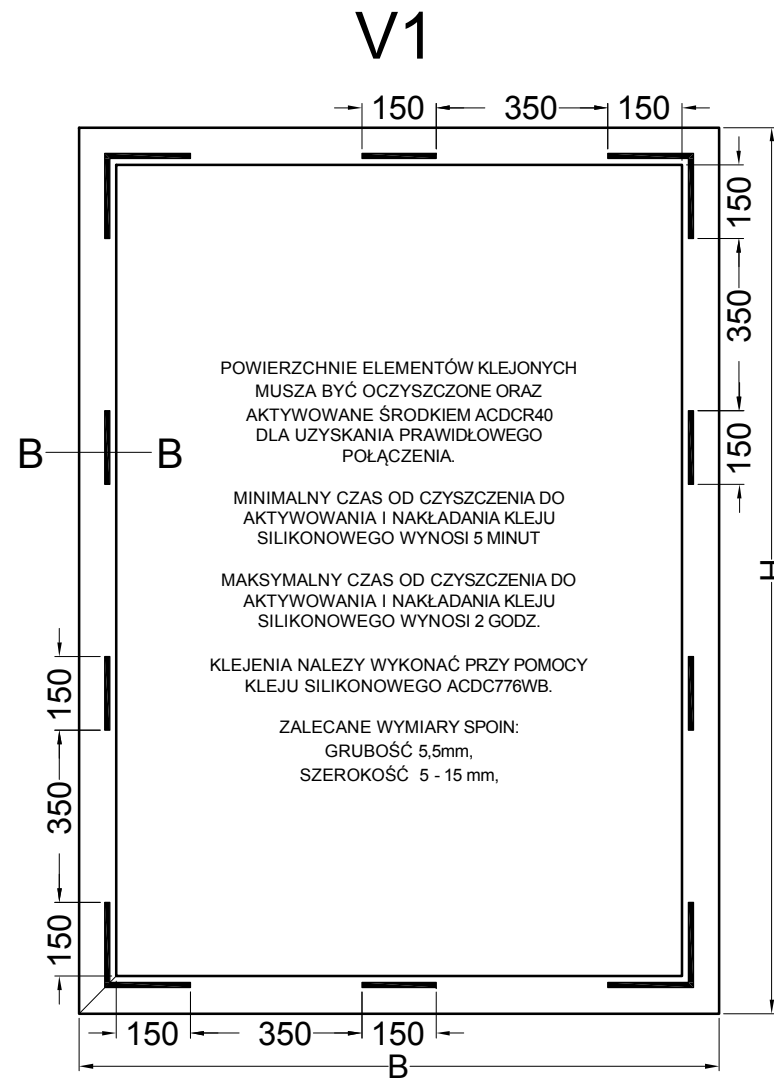 V1
150 350 150
150
350
150
H
B B
POWIERZCHNIE ELEMENTÓW KLEJONYCH
MUSZA BYĆ OCZYSZCZONE ORAZ
AKTYWOWANE ŚRODKIEM ACDCR40
DLA UZYSKANIA PRAWIDŁOWEGO
POŁĄCZENIA.
MINIMALNY CZAS OD CZYSZCZENIA DO
AKTYWOWANIA I NAKŁADANIA KLEJU
SILIKONOWEGO WYNOSI 5 MINUT
MAKSYMALNY CZAS OD CZYSZCZENIA DO
AKTYWOWANIA I NAKŁADANIA KLEJU
SILIKONOWEGO WYNOSI 2 GODZ.
KLEJENIA NALEZY WYKONAĆ PRZY POMOCY
KLEJU SILIKONOWEGO ACDC776WB.
ZALECANE WYMIARY SPOIN:
GRUBOŚĆ 5,5mm,
SZEROKOŚĆ 5 - 15 mm,
150
350
150
150 350 150
B